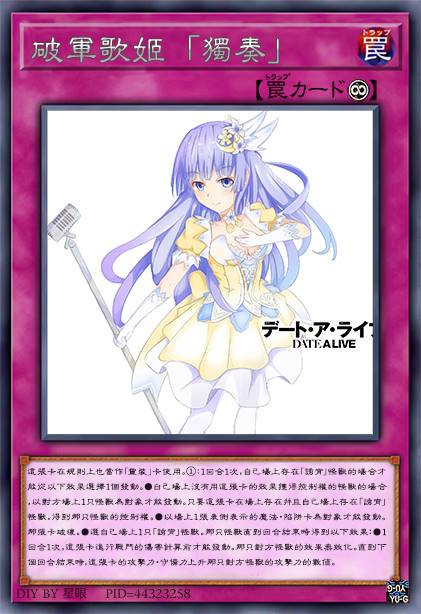 破軍歌姬「獨奏」
トラップ
罠
トラップ
【罠カード∞】
デート・ア・ライブ
DATE A LIVE
這張卡在規則上也當作「靈裝」卡使用。①:1回合1次,自己場上存在「誘宵」怪獸的場合才
能從以下效果選擇1個發動。●自己場上沒有用這張卡的效果獲得控制權的怪獸的場合
,以對方場上1只怪獸為對象才能發動。只要這張卡在場上存在並且自己場上存在「誘宵」
怪獸,得到那只怪獸的控制權。●以場上1張表側表示的魔法·陷阱卡為對象才能發動。
那張卡破壞。●選自己場上1只「誘宵」怪獸,那只怪獸直到回合結束時得到以下效果:●1
回合1次,這張卡進行戰鬥的傷害計算前才能發動。那只對方怪獸的效果無效化,直到下
個回合結束時,這張卡的攻擊力·守備力上升那只對方怪獸的攻擊力的數值。
DIY BY 星眼 PID=44323258